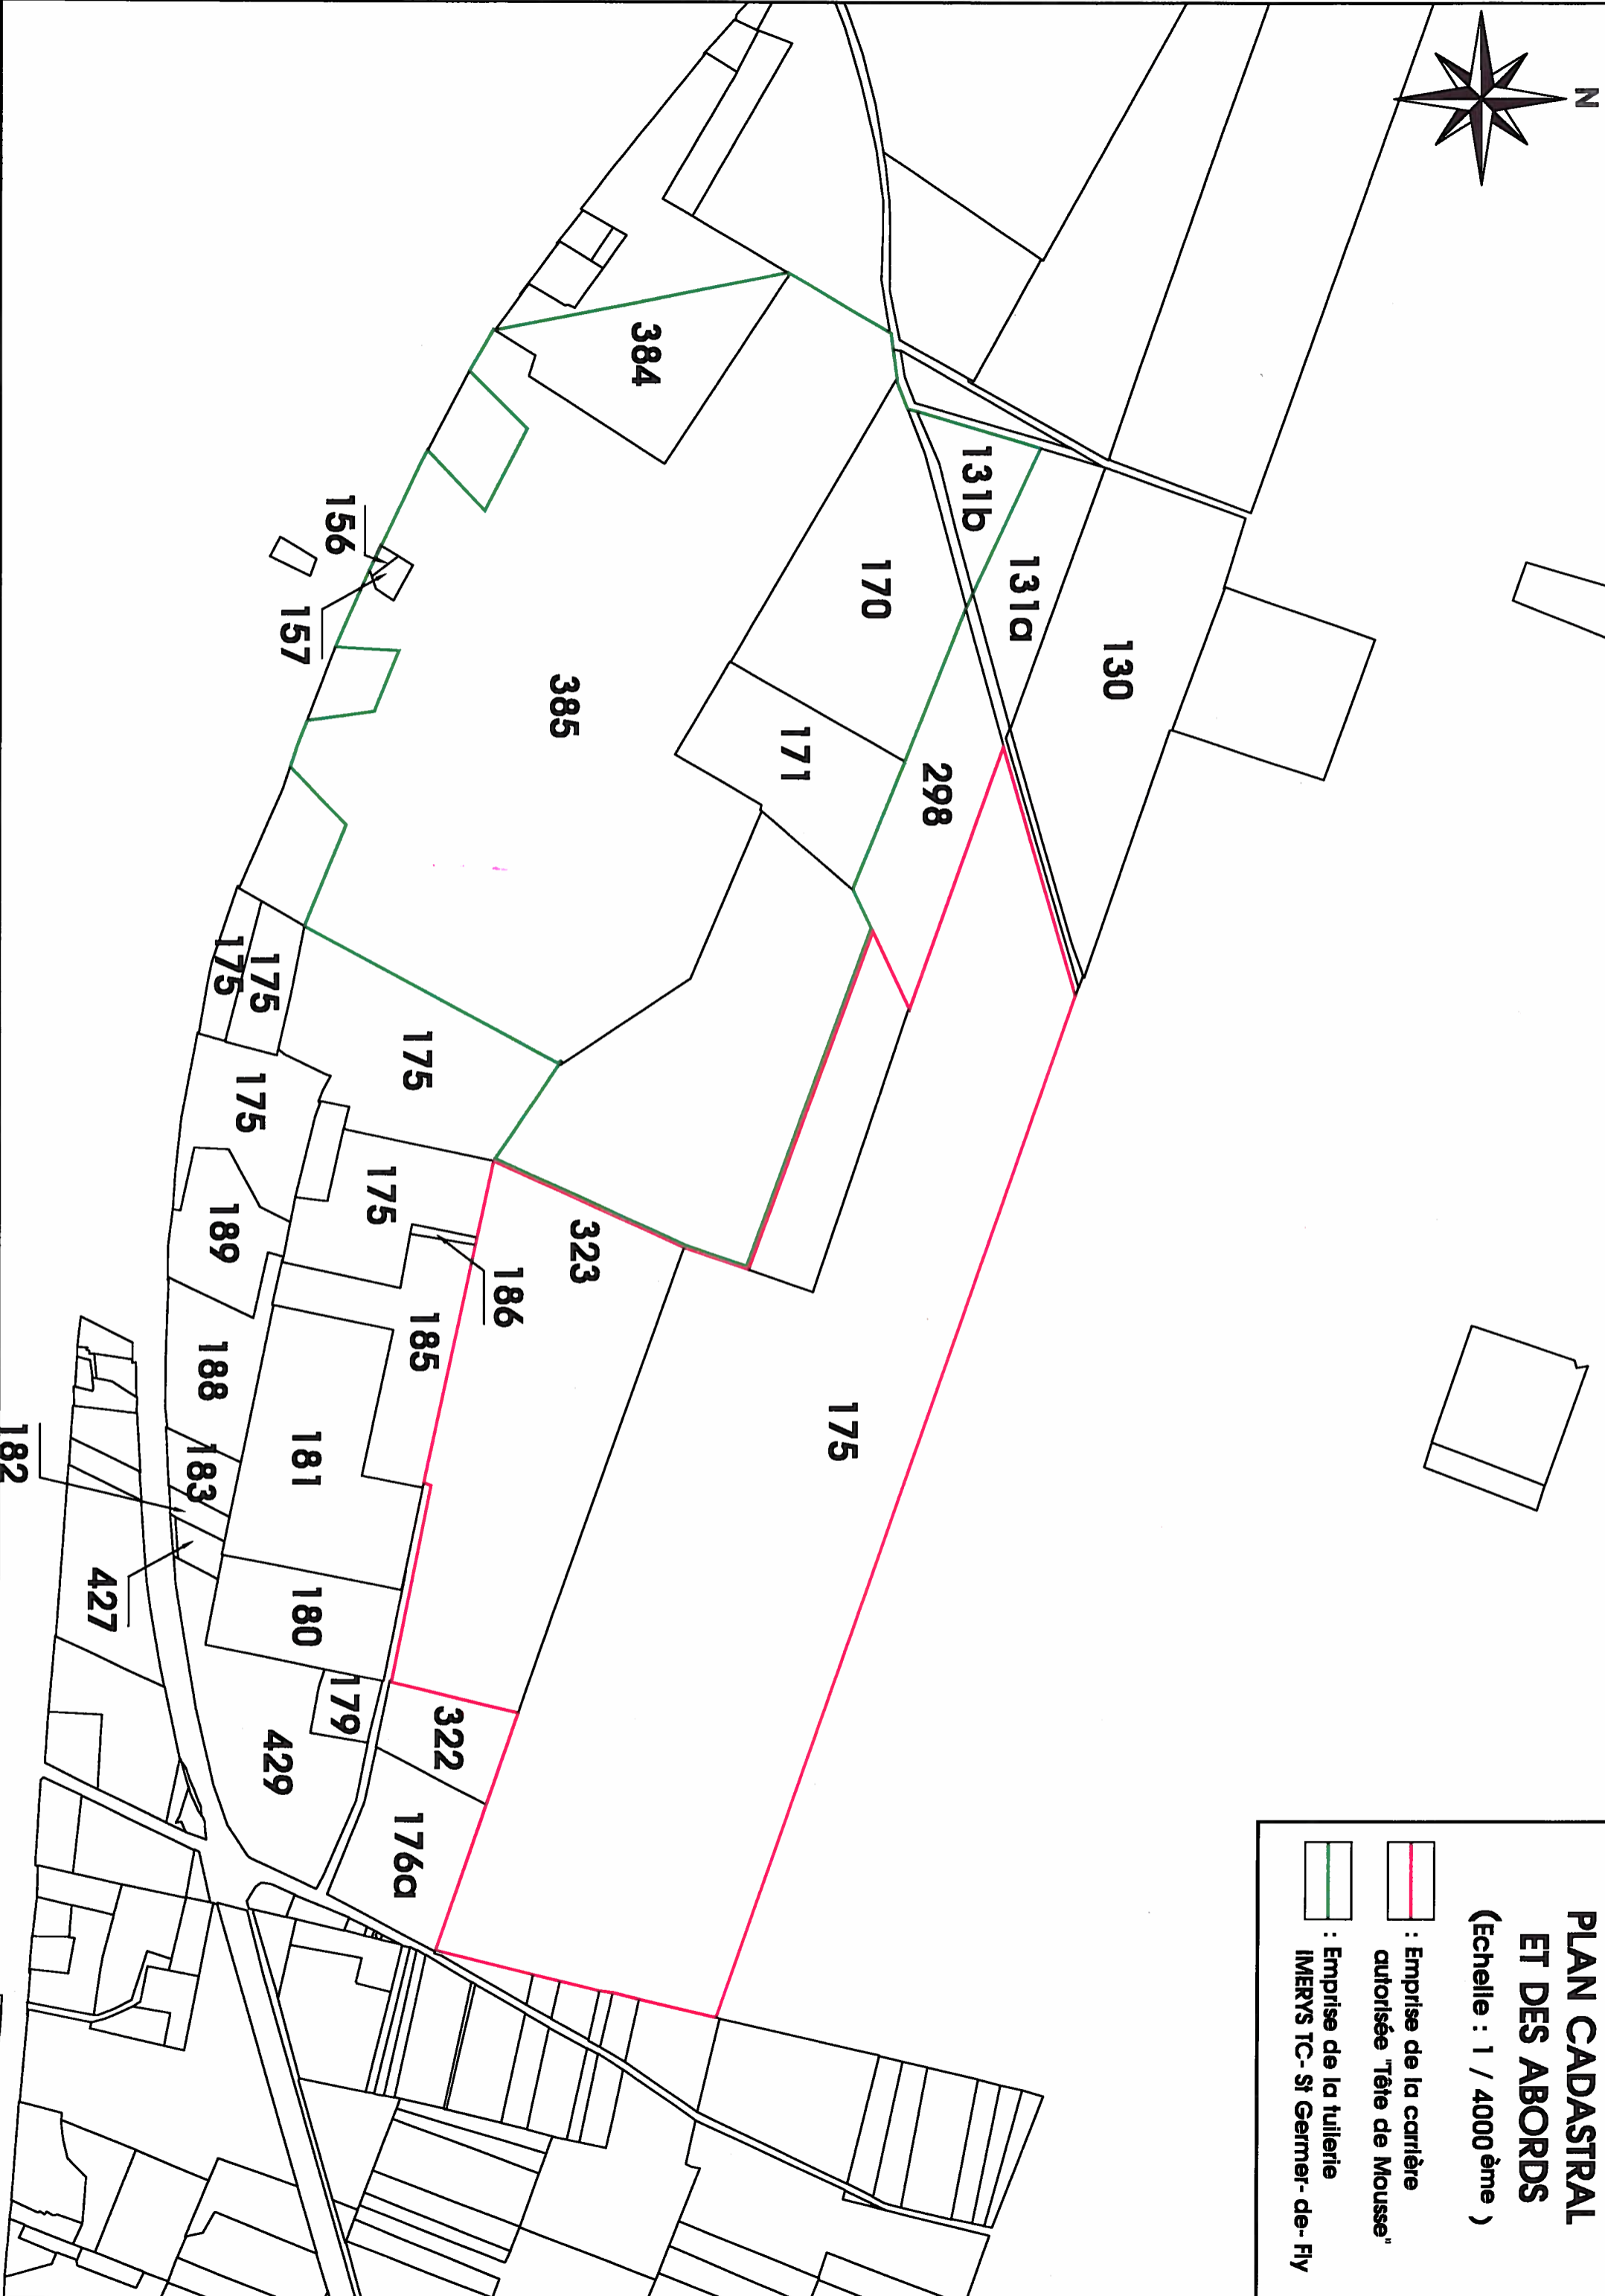 N
PLAN CADASTRAL
ET DES ABORDS
(Echelle : 1 / 4000ème )
: Emprise de la carrière
autorisée "Tête de Mousse"
: Emprise de la tuilerie
IMERYS TC- St Germer- de- Fly
130
131a
131b
298
170
171
384
385
156
157
175
175
175
175
175
175
323
186
185
189
188
181
183
182
427
180
179
322
429
176a